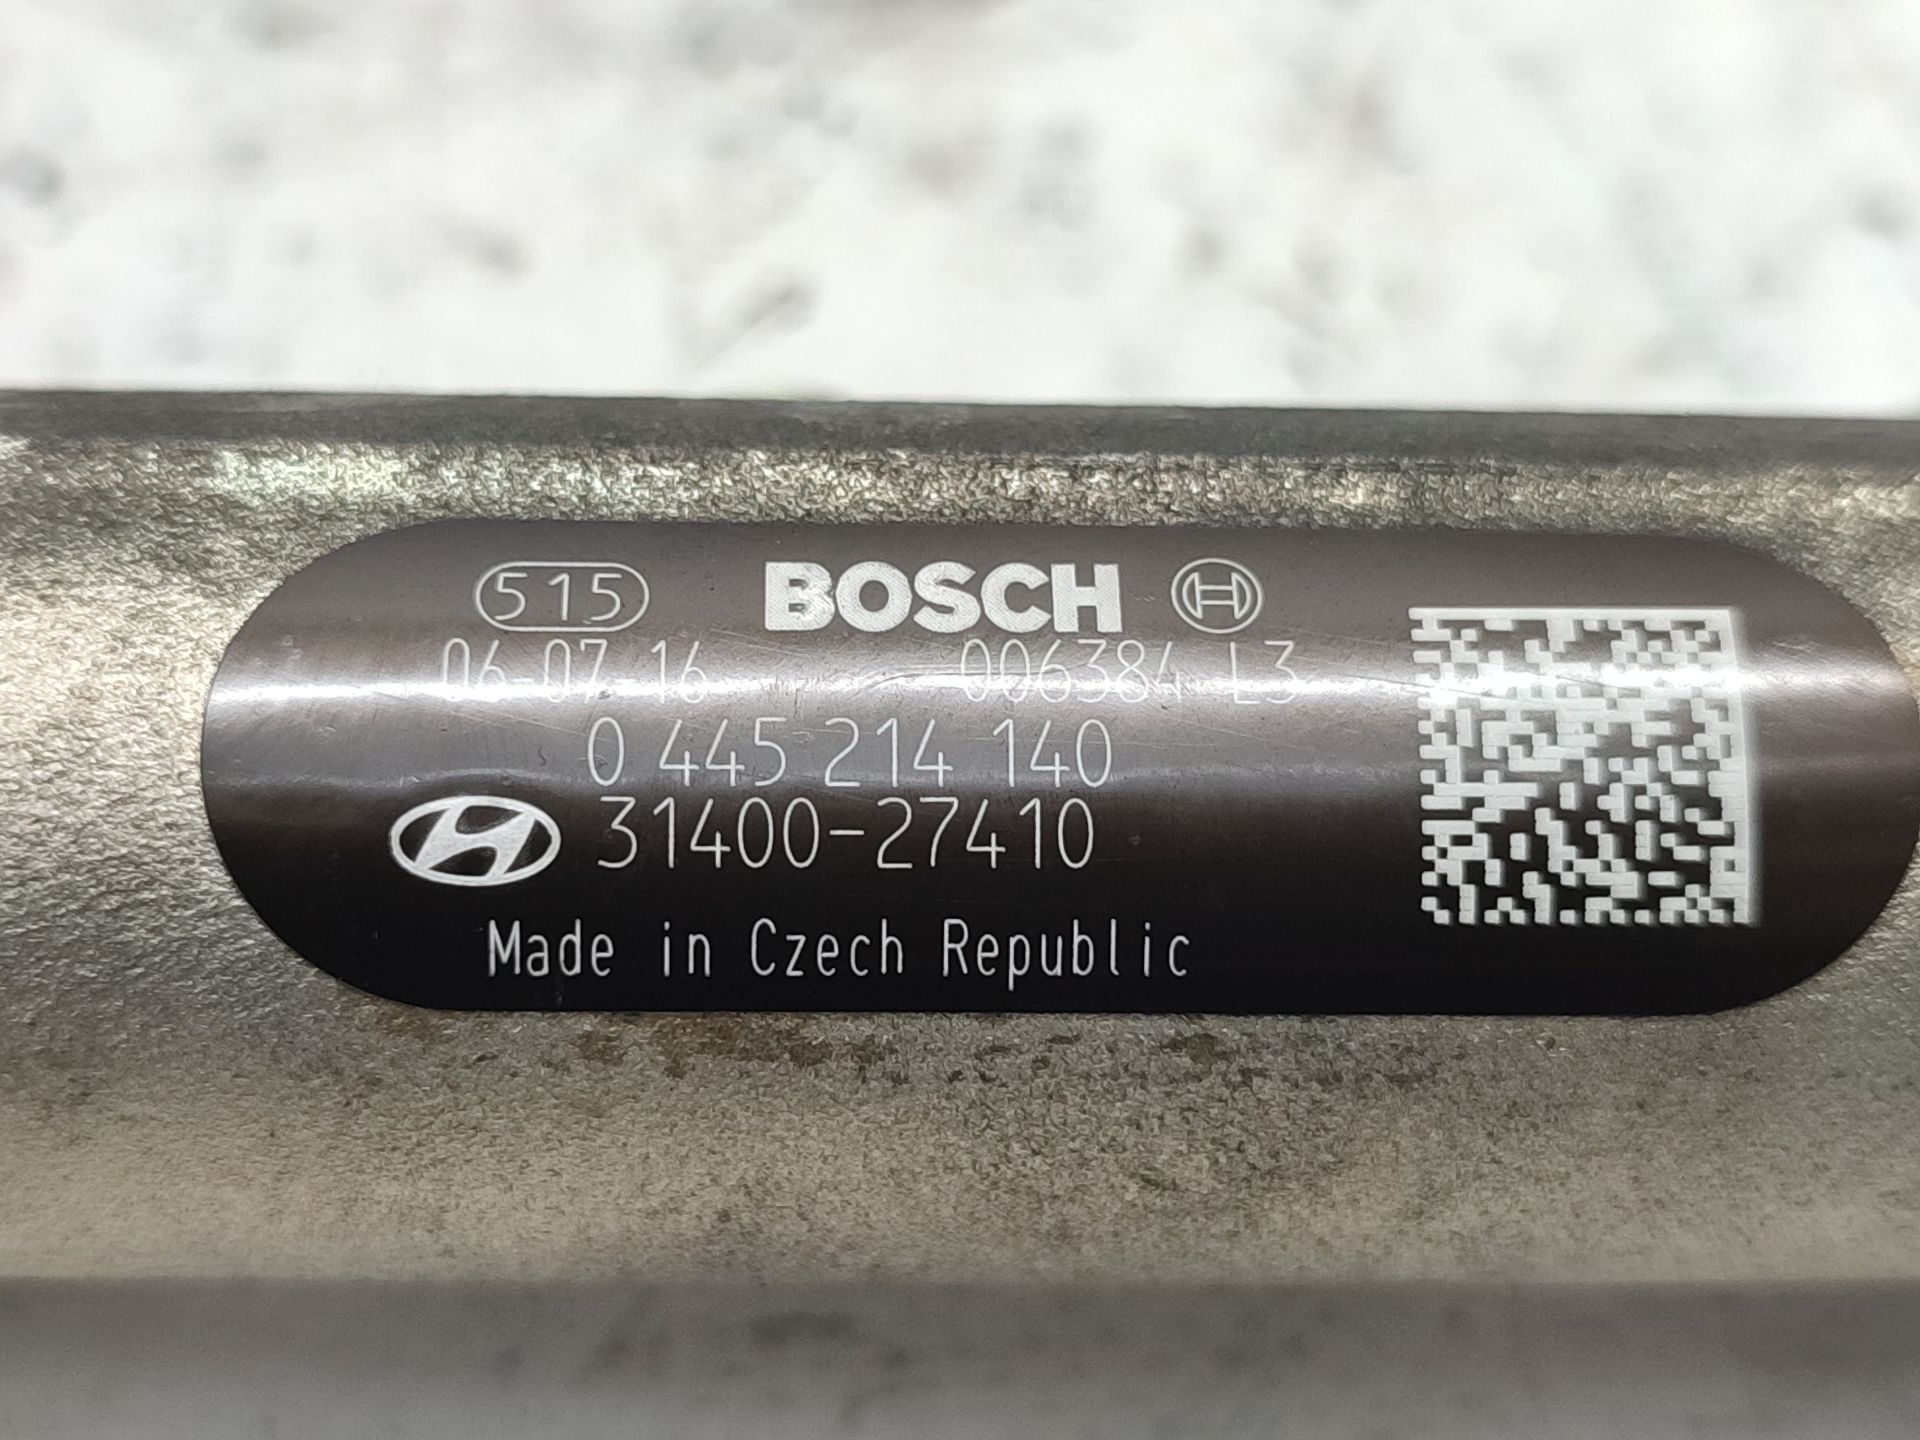 515 BOSCH
06-07-16 006384 L3
0 445 214 140
31400-27410
Made in Czech Republic